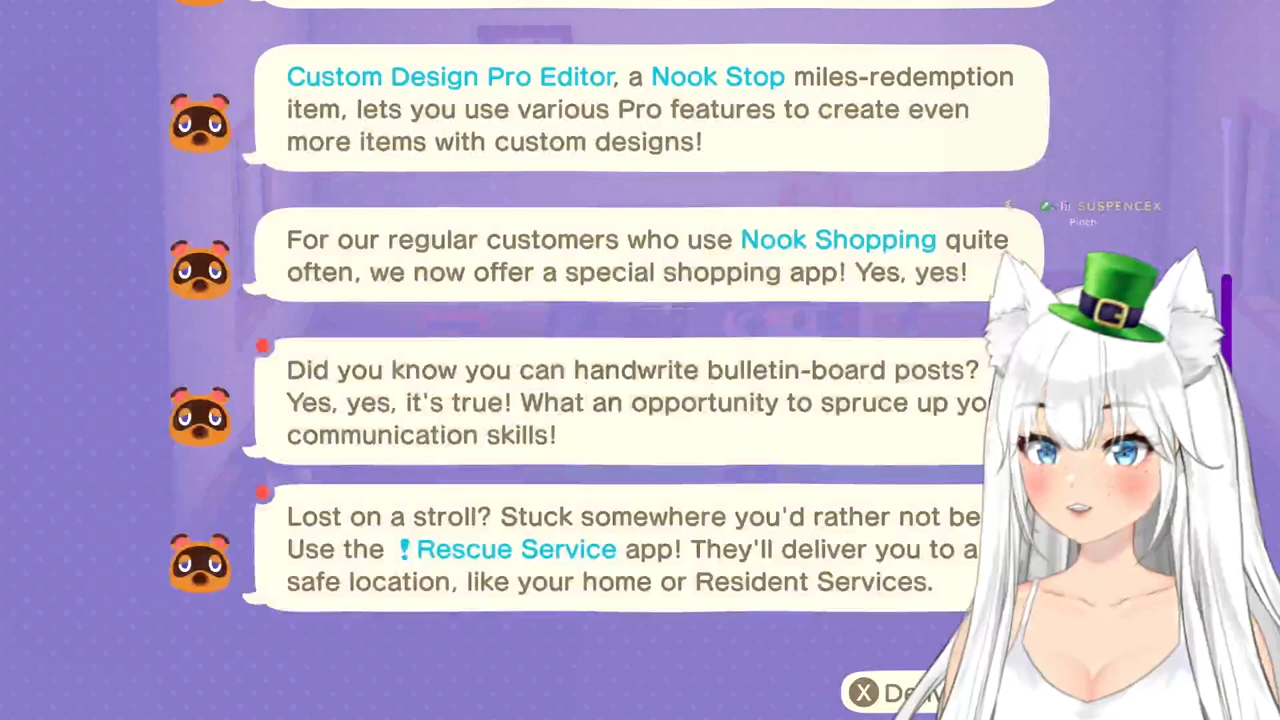 Custom Design Pro Editor, a Nook Stop miles-redemption
item, lets you use various Pro features to create even
more items with custom designs!
SUSPENCEX
Pinch
For our regular customers who use Nook Shopping quite
often, we now offer a special shopping app! Yes, yes!
Did you know you can handwrite bulletin-board posts?
Yes, yes, it's true! What an opportunity to spruce up yo
communication skills!
Lost on a stroll? Stuck somewhere you'd rather not be
Use the ! Rescue Service app! They'll deliver you to a
safe location, like your home or Resident Services.
X